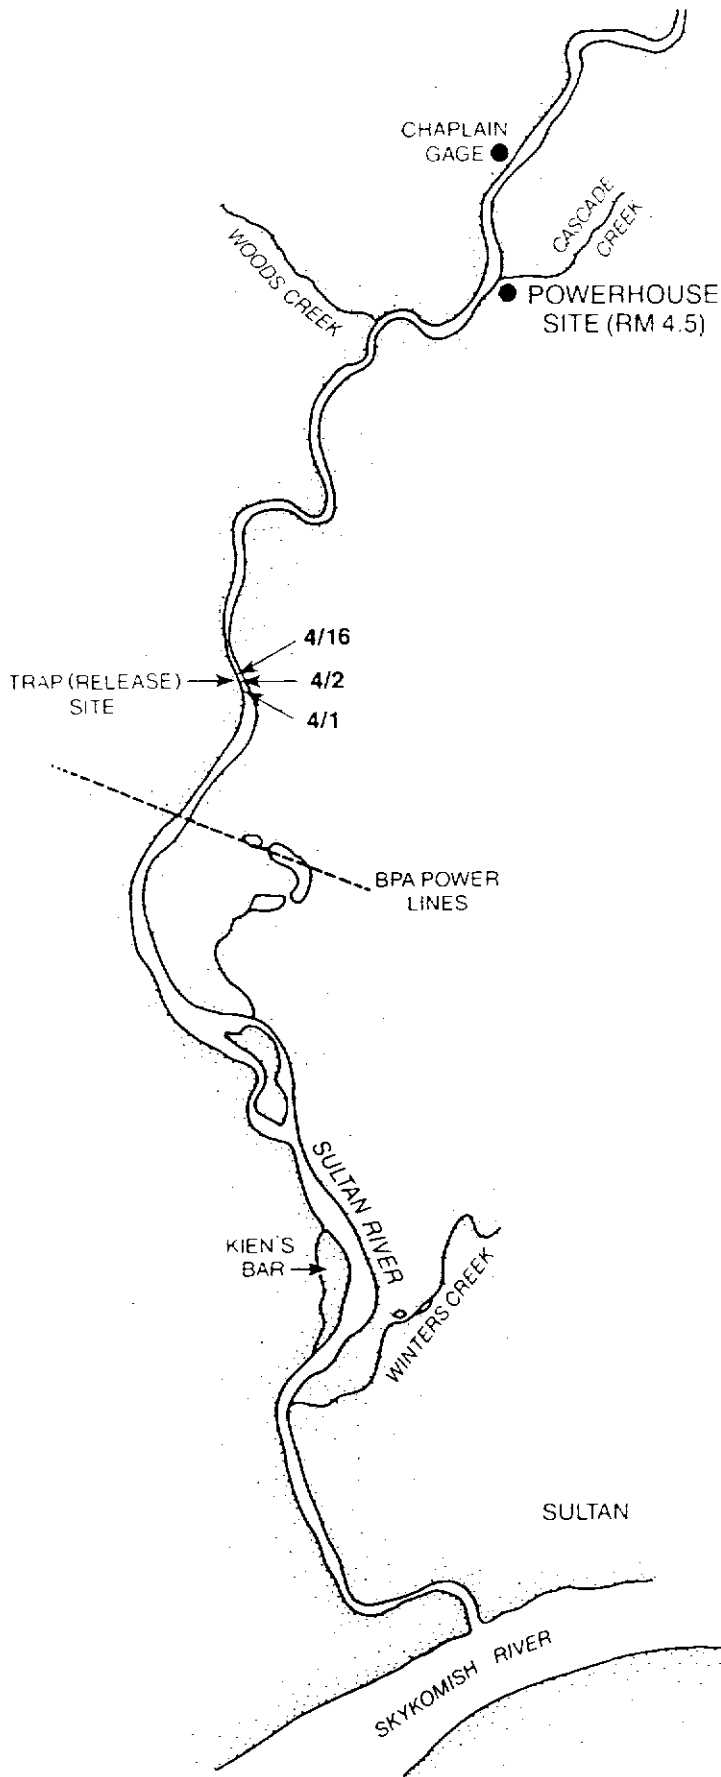 CHAPLAIN
GAGE
CASCADE
CREEK
WOODS CREEK
POWERHOUSE
SITE (RM 4.5)
4/16
TRAP (RELEASE)
SITE
4/2
4/1
BPA POWER
LINES
SULTAN RIVER
KIEN'S
BAR
WINTERS CREEK
SULTAN
SKYKOMISH RIVER